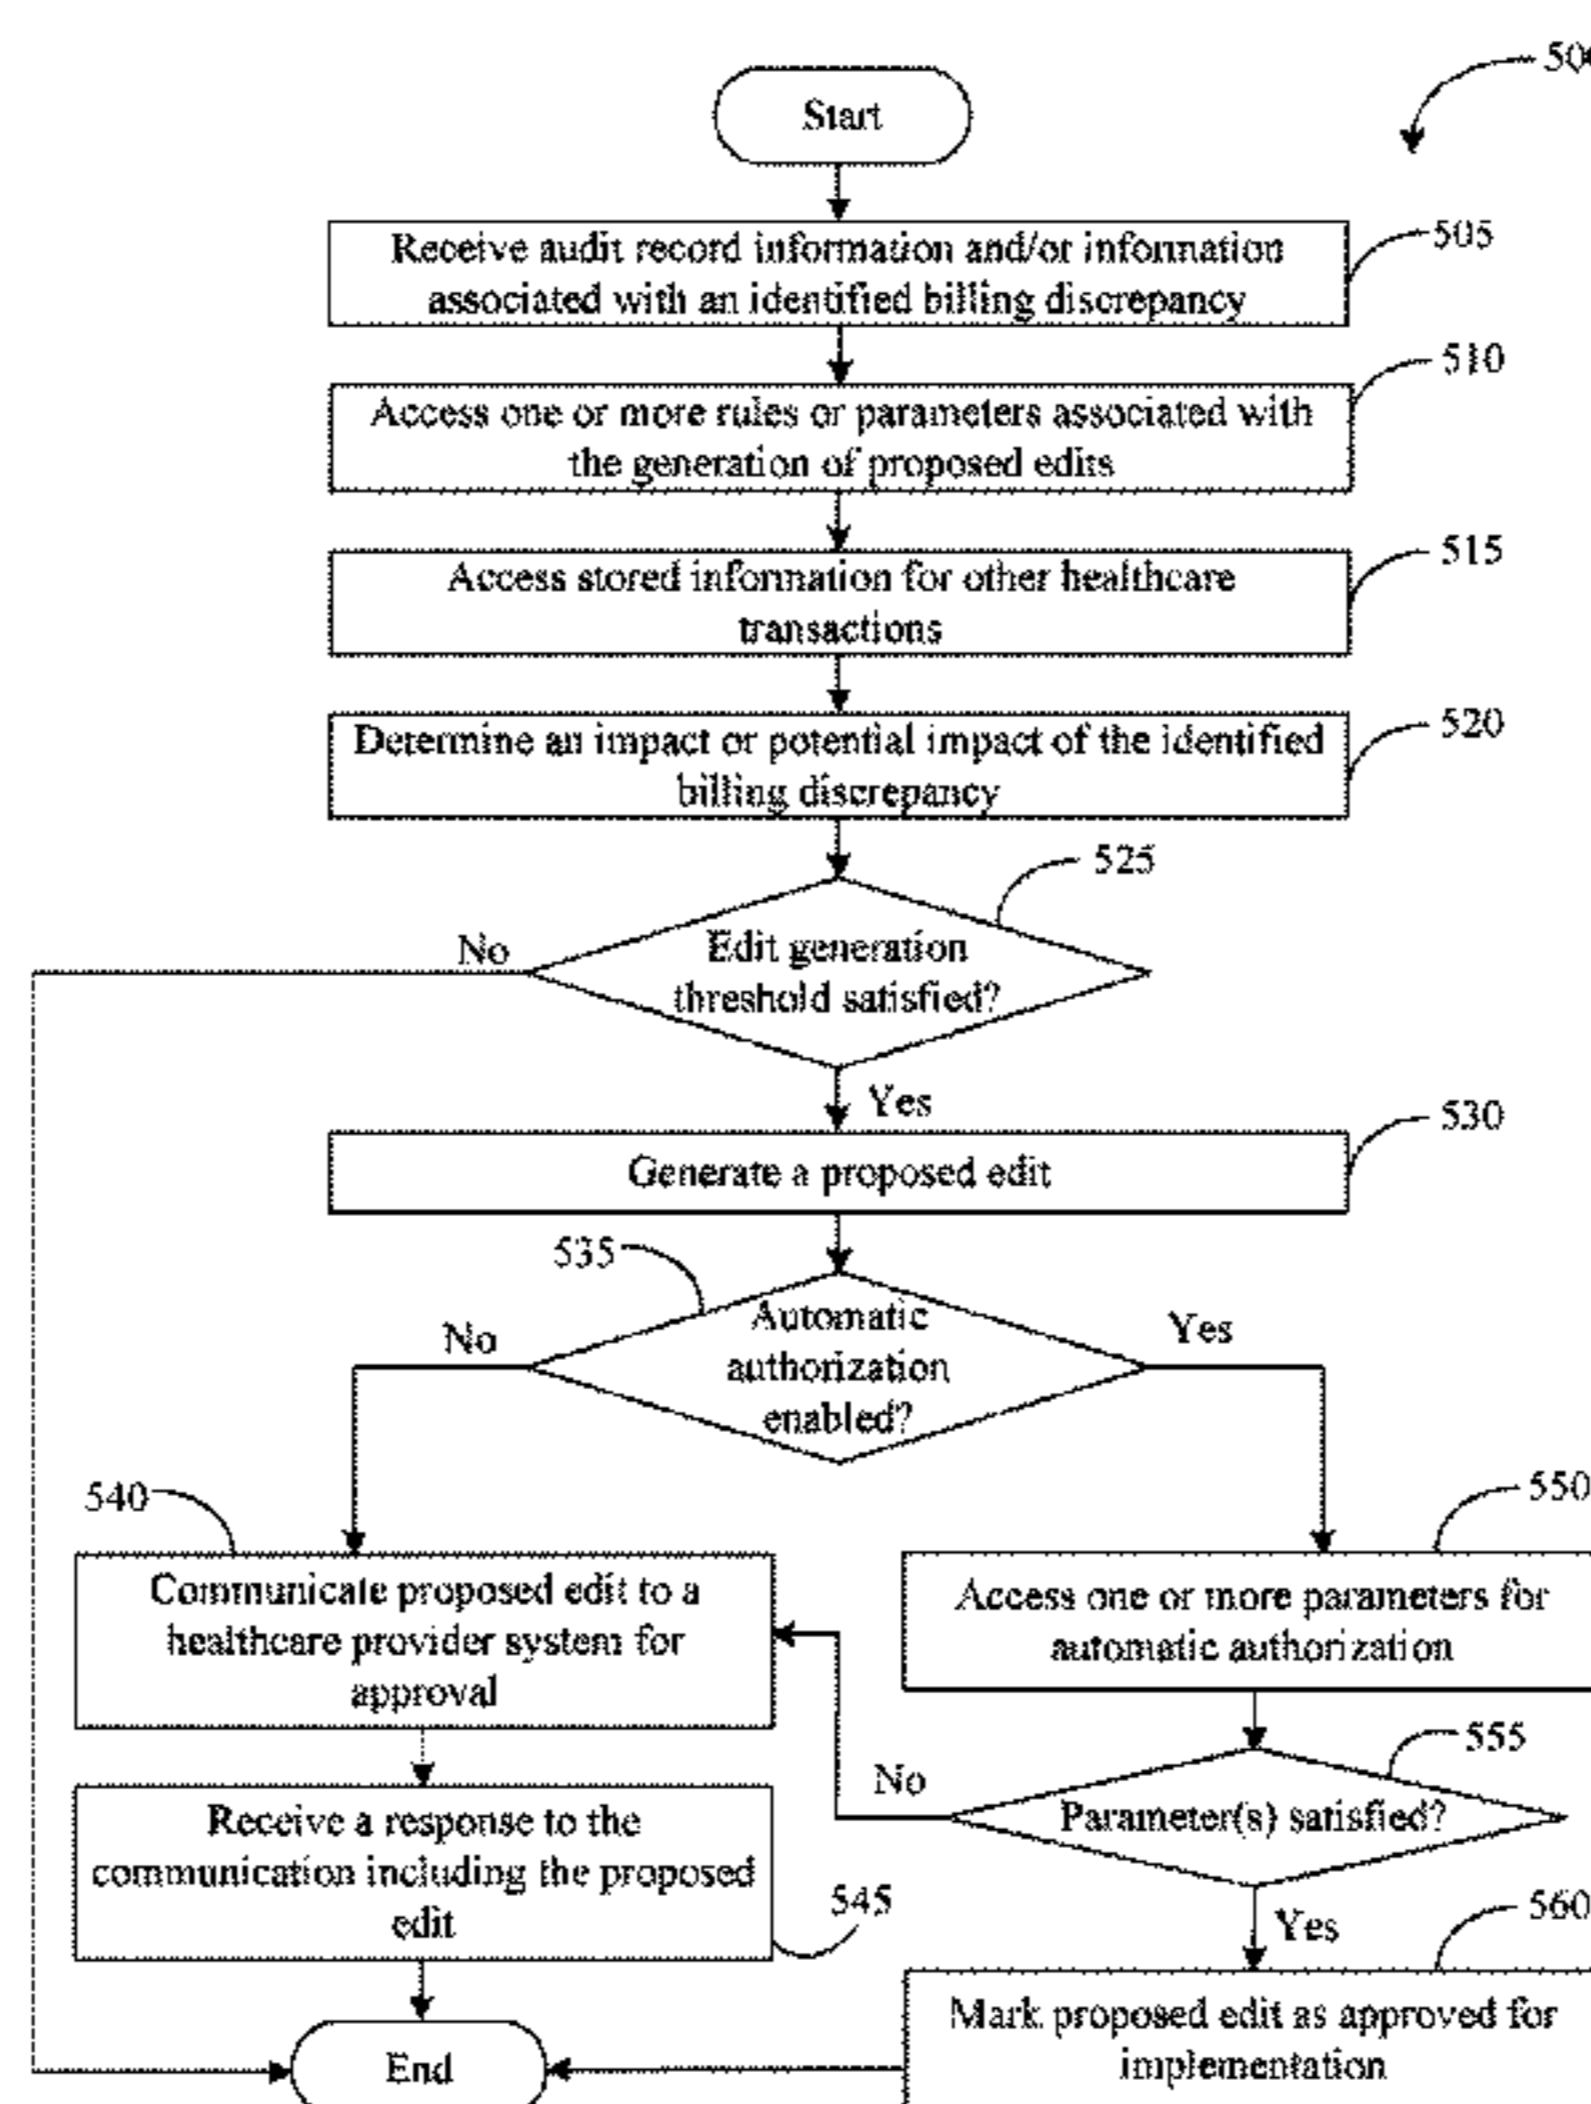 500
Start
Receive audit record information and/or information
associated with an identified billing discrepancy
505
Access one or more rules or parameters associated with
the generation of proposed edits
510
Access stored information for other healthcare
transactions
515
Determine an impact or potential impact of the identified
billing discrepancy
520
525
No
Edit generation
threshold satisfied?
Yes
Generate a proposed edit
530
535
No
Automatic
authorization
enabled?
Yes
540
Communicate proposed edit to a
healthcare provider system for
approval
550
Access one or more parameters for
automatic authorization
555
No
Parameter(s) satisfied?
Yes
Receive a response to the
communication including the proposed
edit
545
560
Mark proposed edit as approved for
implementation
End